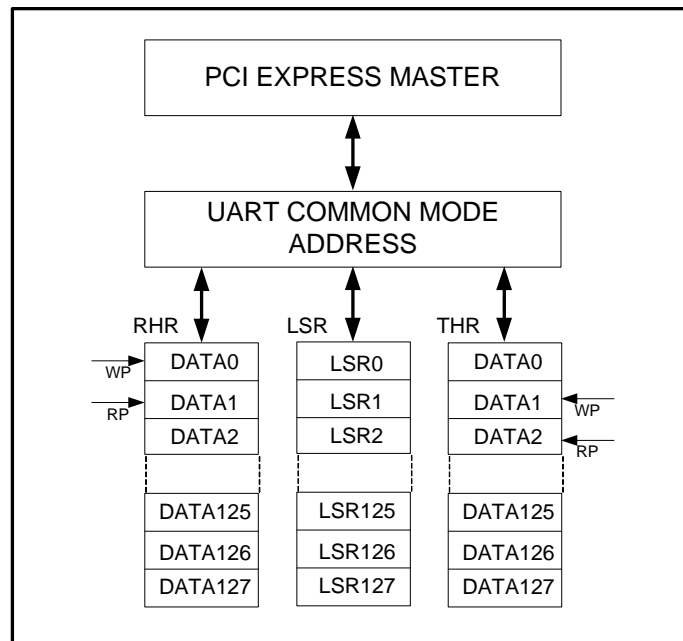 PCI EXPRESS MASTER
UART COMMON MODE
ADDRESS
RHR LSR THR
WP DATA0 LSR0 DATA0
RP DATA1 LSR1 DATA1 WP
DATA2 LSR2 DATA2 RP
DATA125 LSR125 DATA125
DATA126 LSR126 DATA126
DATA127 LSR127 DATA127